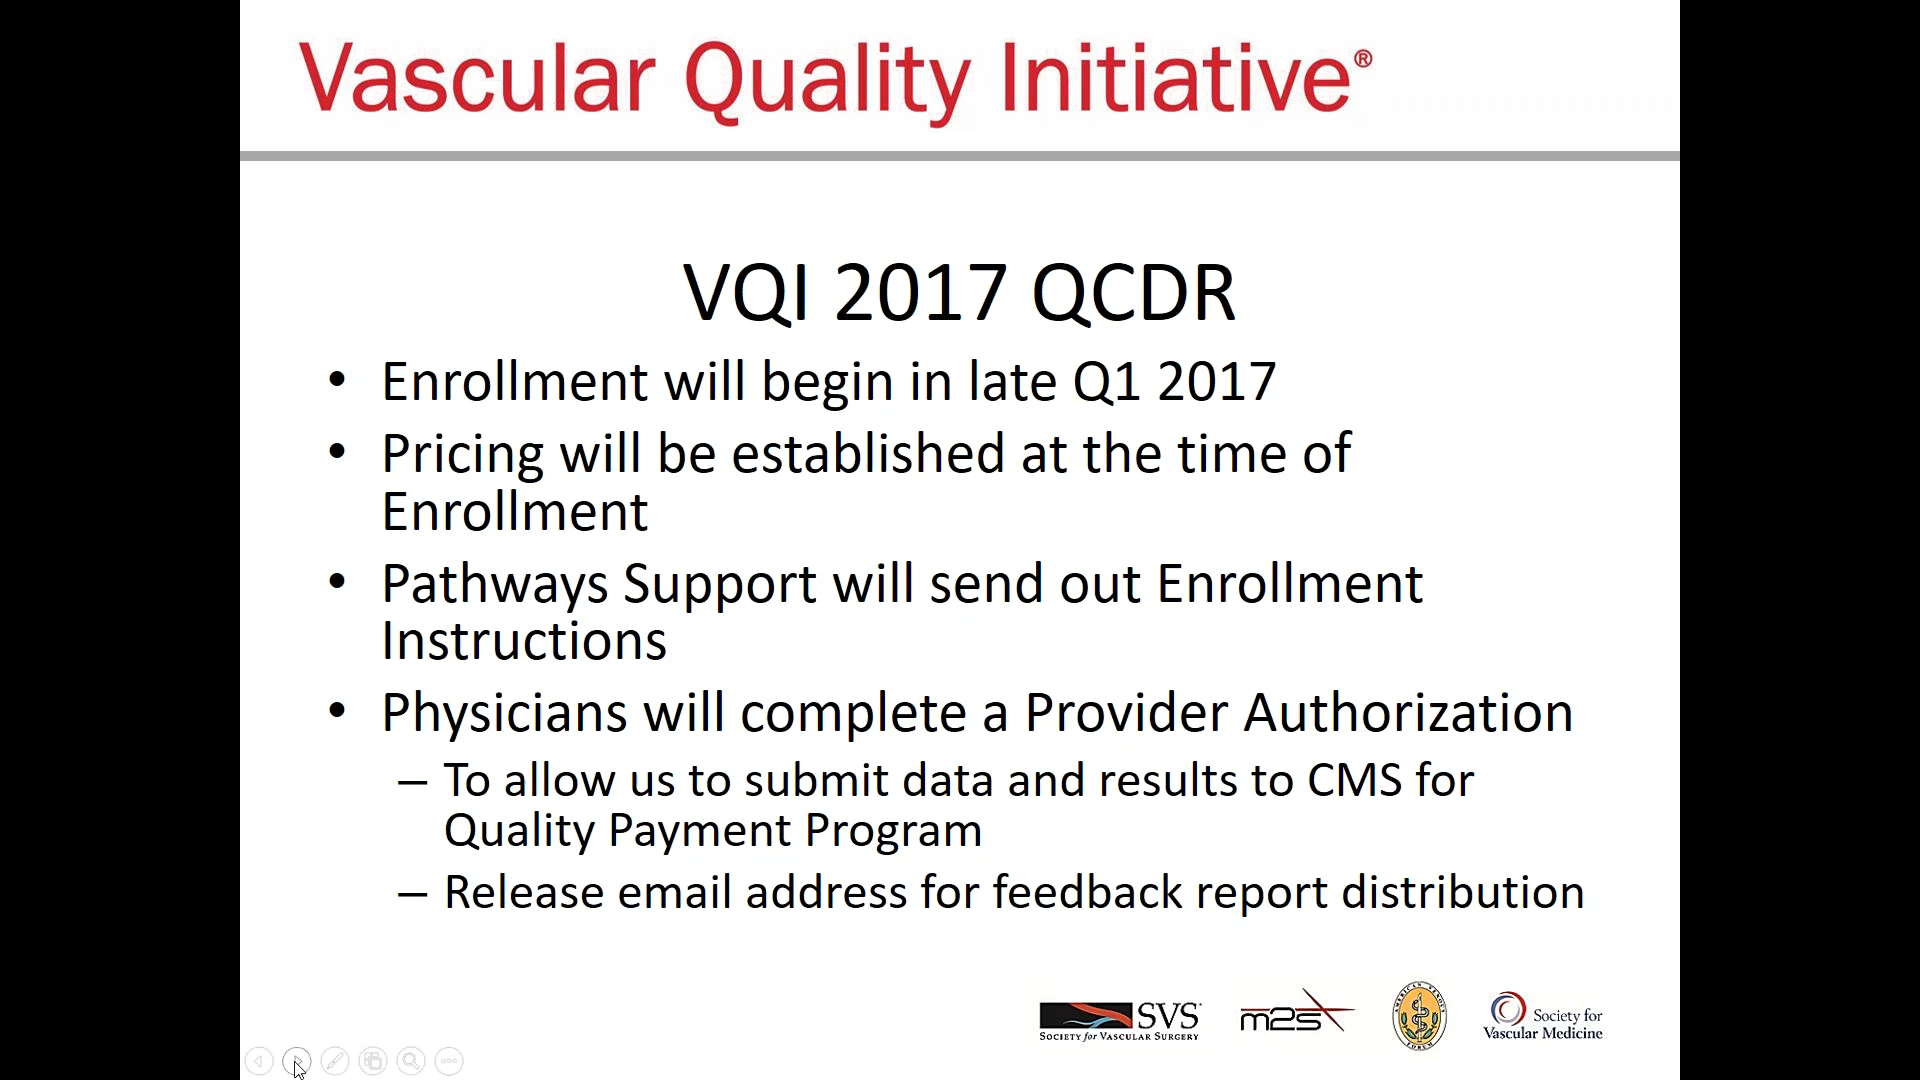 Vascular Quality Initiative®
VQI 2017 QCDR
• Enrollment will begin in late Q1 2017
• Pricing will be established at the time of
Enrollment
• Pathways Support will send out Enrollment
Instructions
• Physicians will complete a Provider Authorization
– To allow us to submit data and results to CMS for
Quality Payment Program
– Release email address for feedback report distribution
SVS
SOCIETY for VASCULAR SURGERY
m2s
AMERICAN VENOUS
FORUM
Society for
Vascular Medicine